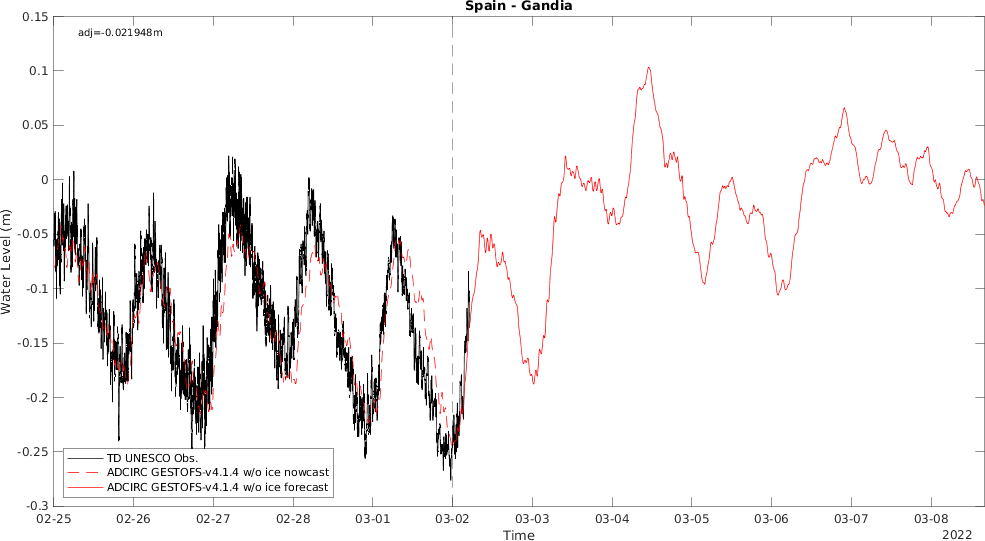 Spain - Gandia
adj=-0.021948m
0.15
0.1
0.05
0
-0.05
-0.1
-0.15
-0.2
-0.25
-0.3
Water Level (m)
TD UNESCO Obs.
ADCIRC GESTOFS-v4.1.4 w/o ice nowcast
ADCIRC GESTOFS-v4.1.4 w/o ice forecast
02-25 02-26 02-27 02-28 03-01 03-02 03-03 03-04 03-05 03-06 03-07 03-08
Time
2022